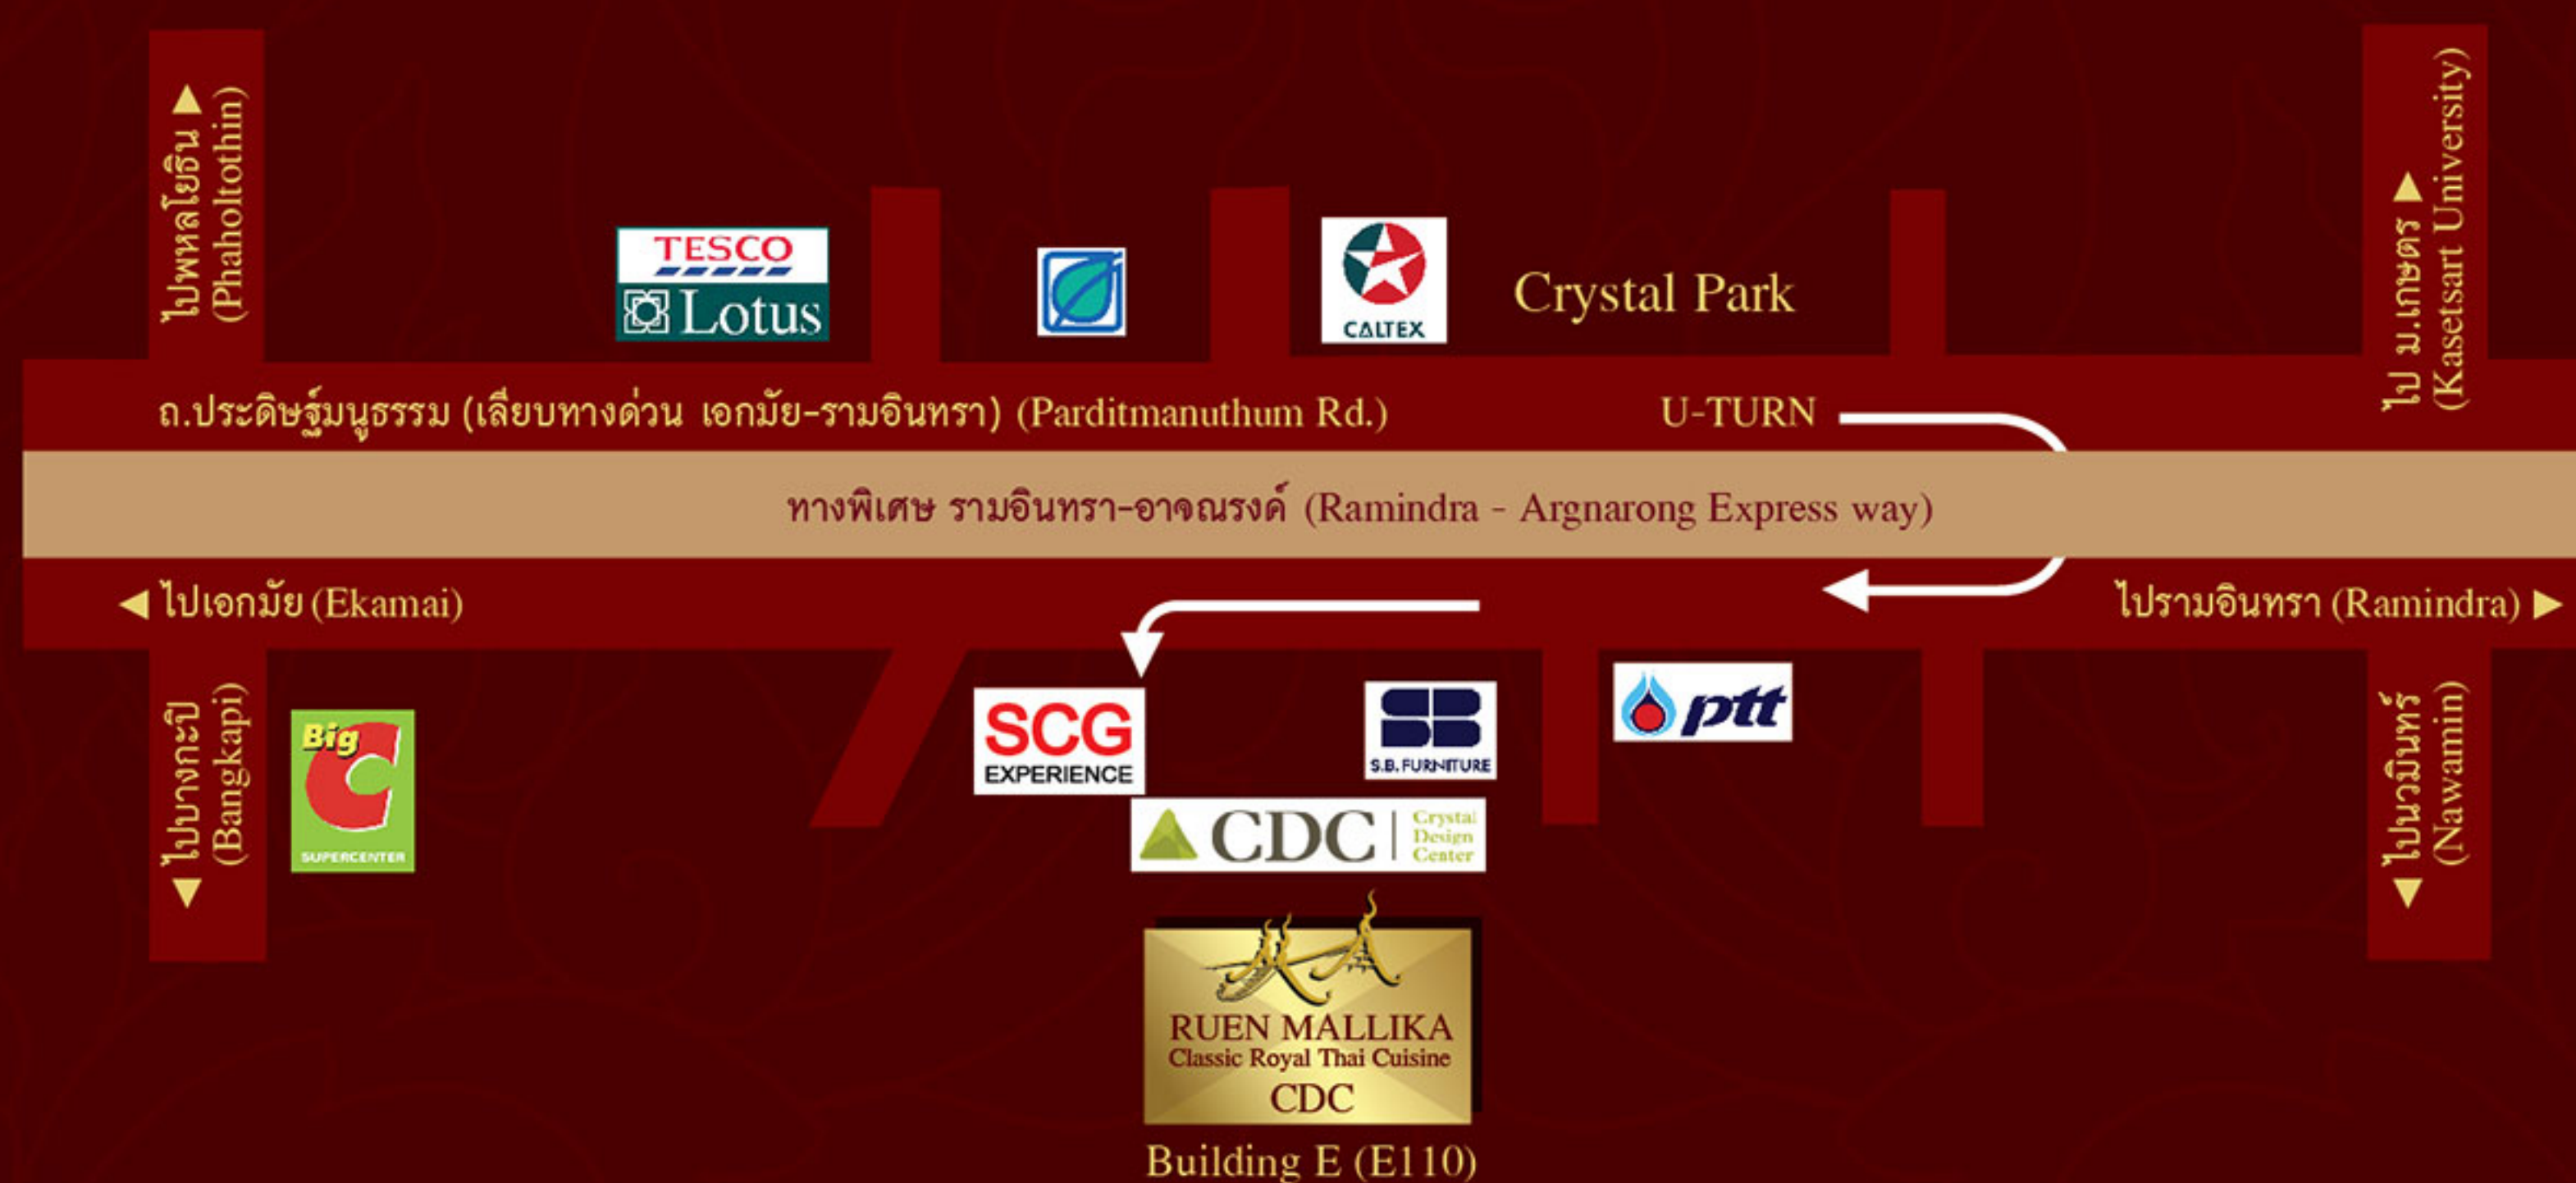 ไปพหลโยธิน ▶
(Phaholtothin)
ไป ม.เกษตร ▶
(Kasetsart University)
TESCO
Lotus
CALTEX
Crystal Park
ถ.ประดิษฐ์มนูธรรม (เลียบทางด่วน เอกมัย-รามอินทรา) (Parditmanuthum Rd.)
U-TURN
ทางพิเศษ รามอินทรา-อาจณรงค์ (Ramindra - Argnarong Express way)
◀ ไปเอกมัย (Ekamai)
ไปรามอินทรา (Ramindra) ▶
◀ ไปบางกะปิ
(Bangkapi)
Big
C
SUPERCENTER
SCG
EXPERIENCE
SB
S.B. FURNITURE
ptt
◀ ไปนวมินทร์
(Nawamin)
CDC
Crystal
Design
Center
RUEN MALLIKA
Classic Royal Thai Cuisine
CDC
Building E (E110)